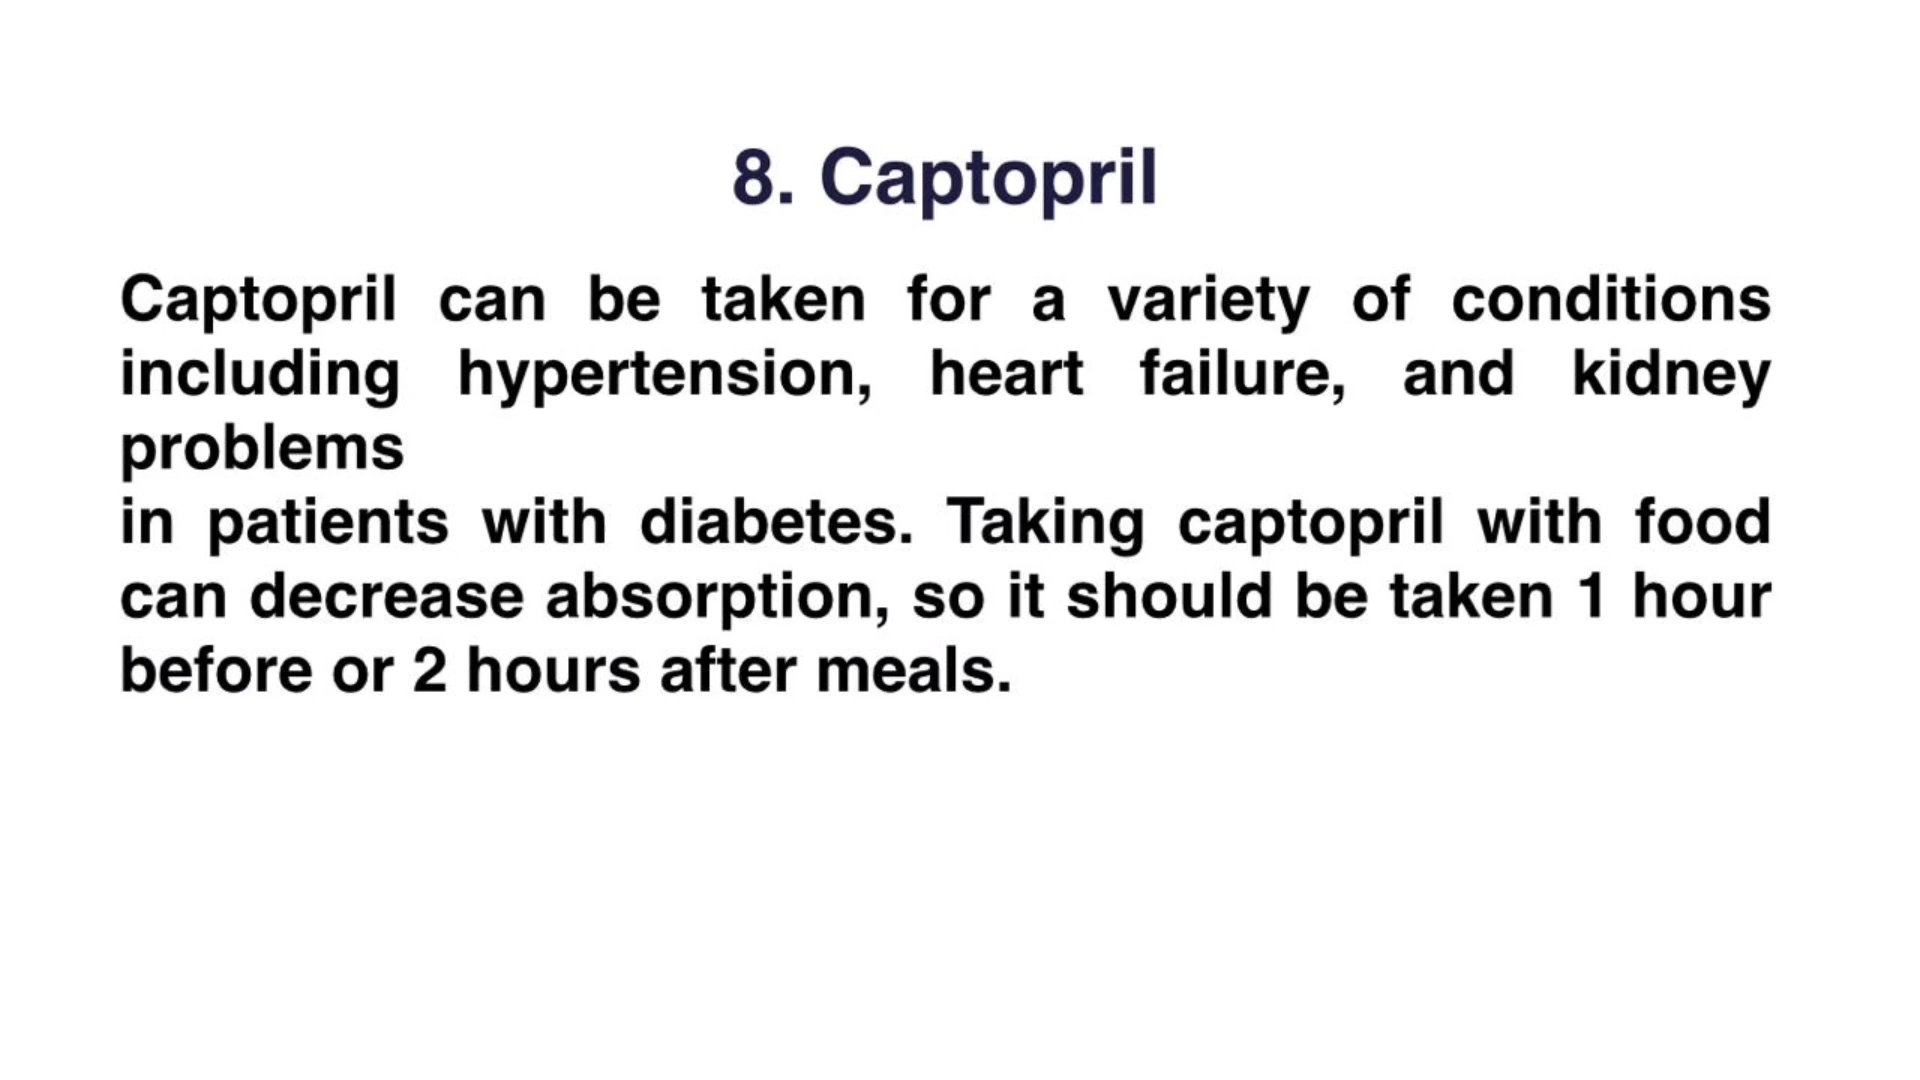 8. Captopril
Captopril can be taken for a variety of conditions
including hypertension, heart failure, and kidney
problems
in patients with diabetes. Taking captopril with food
can decrease absorption, so it should be taken 1 hour
before or 2 hours after meals.